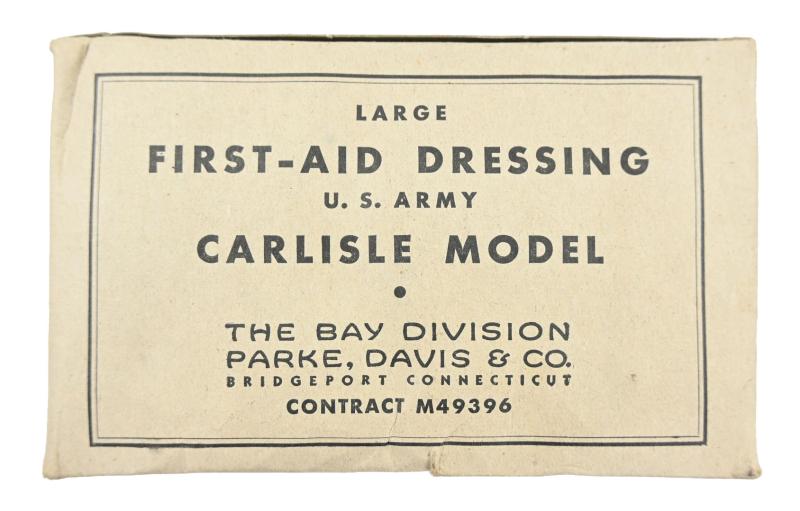 LARGE
FIRST-AID DRESSING
U. S. ARMY
CARLISLE MODEL
•
THE BAY DIVISION
PARKE, DAVIS & CO.
BRIDGEPORT CONNECTICUT
CONTRACT M49396